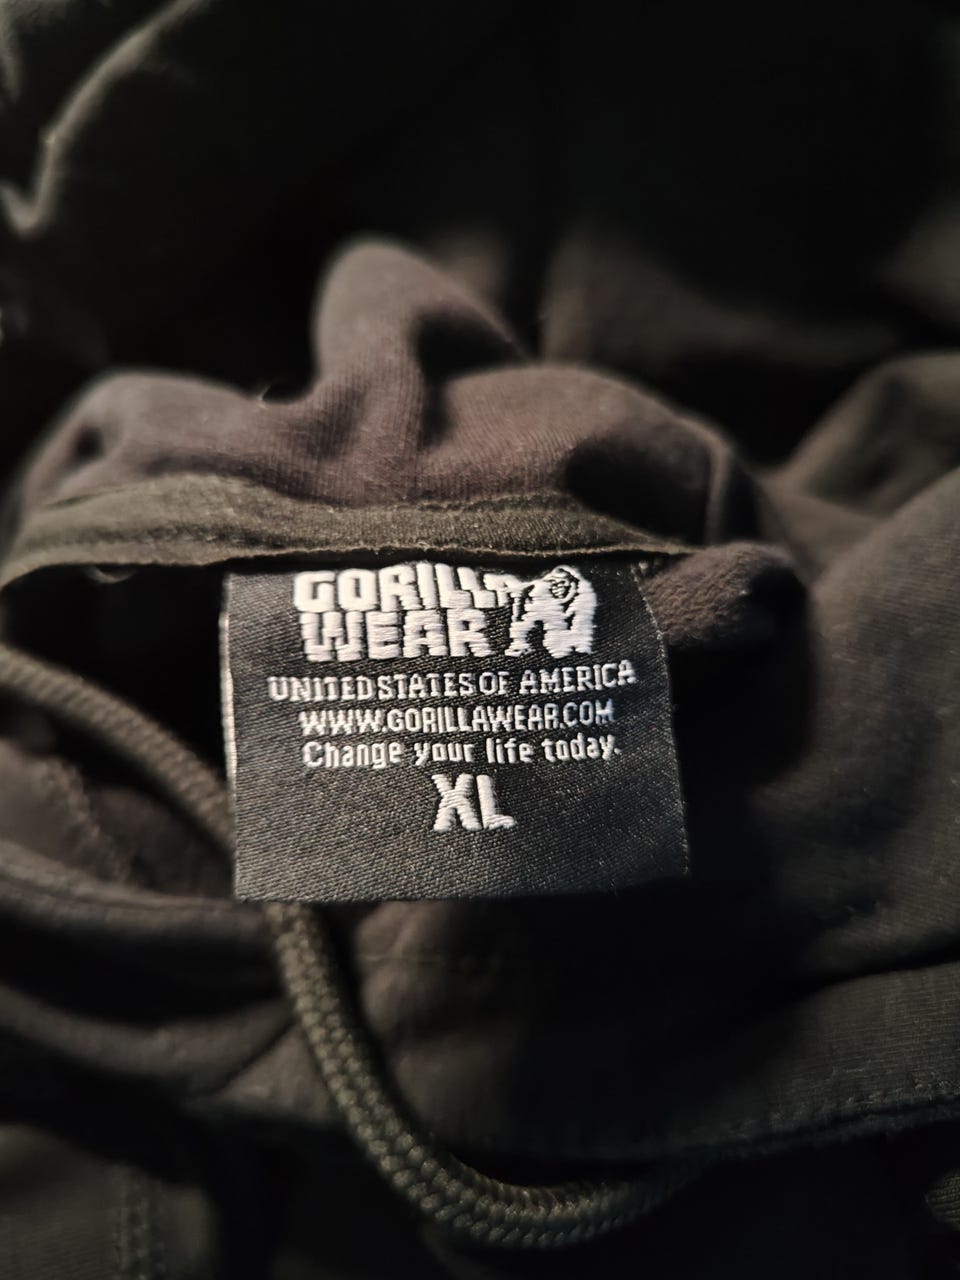 GORILLA
WEAR
UNITED STATES OF AMERICA
WWW.GORILLAWEAR.COM
Change your life today.
XL